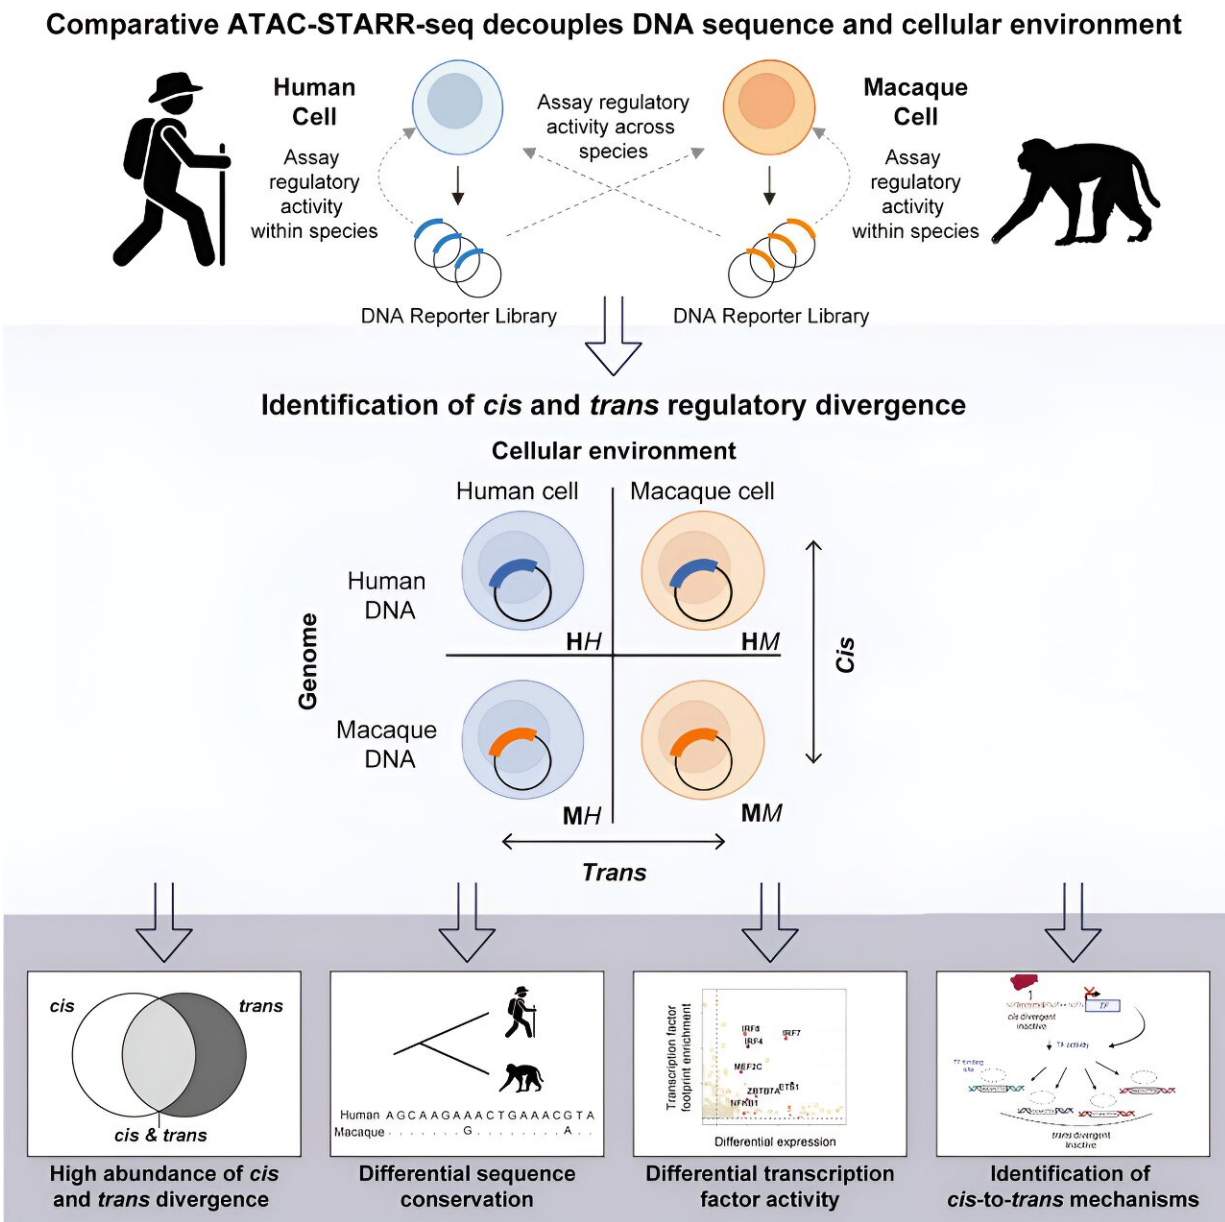 Comparative ATAC-STARR-seq decouples DNA sequence and cellular environment
Human
Cell
Assay
regulatory
activity
within species
Assay regulatory
activity across
species
Macaque
Cell
Assay
regulatory
activity
within species
DNA Reporter Library
DNA Reporter Library
Identification of cis and trans regulatory divergence
Cellular environment
Human cell
Macaque cell
Genome
Human
DNA
HH
HM
Cis
Macaque
DNA
MH
MM
Trans
cis
trans
cis & trans
High abundance of cis
and trans divergence
Human AGCAAGAAACTGAAACGTA
Macaque.......G........A..
Differential sequence
conservation
Transcription factor
footprint enrichment
IRF8
IRF4
IRF7
MEF2C
ZBTB7A
ETS1
NFKB1
Differential expression
Differential transcription
factor activity
TF
cis divergent
inactive
TF activity
TF binding
trans divergent
inactive
Identification of
cis-to-trans mechanisms